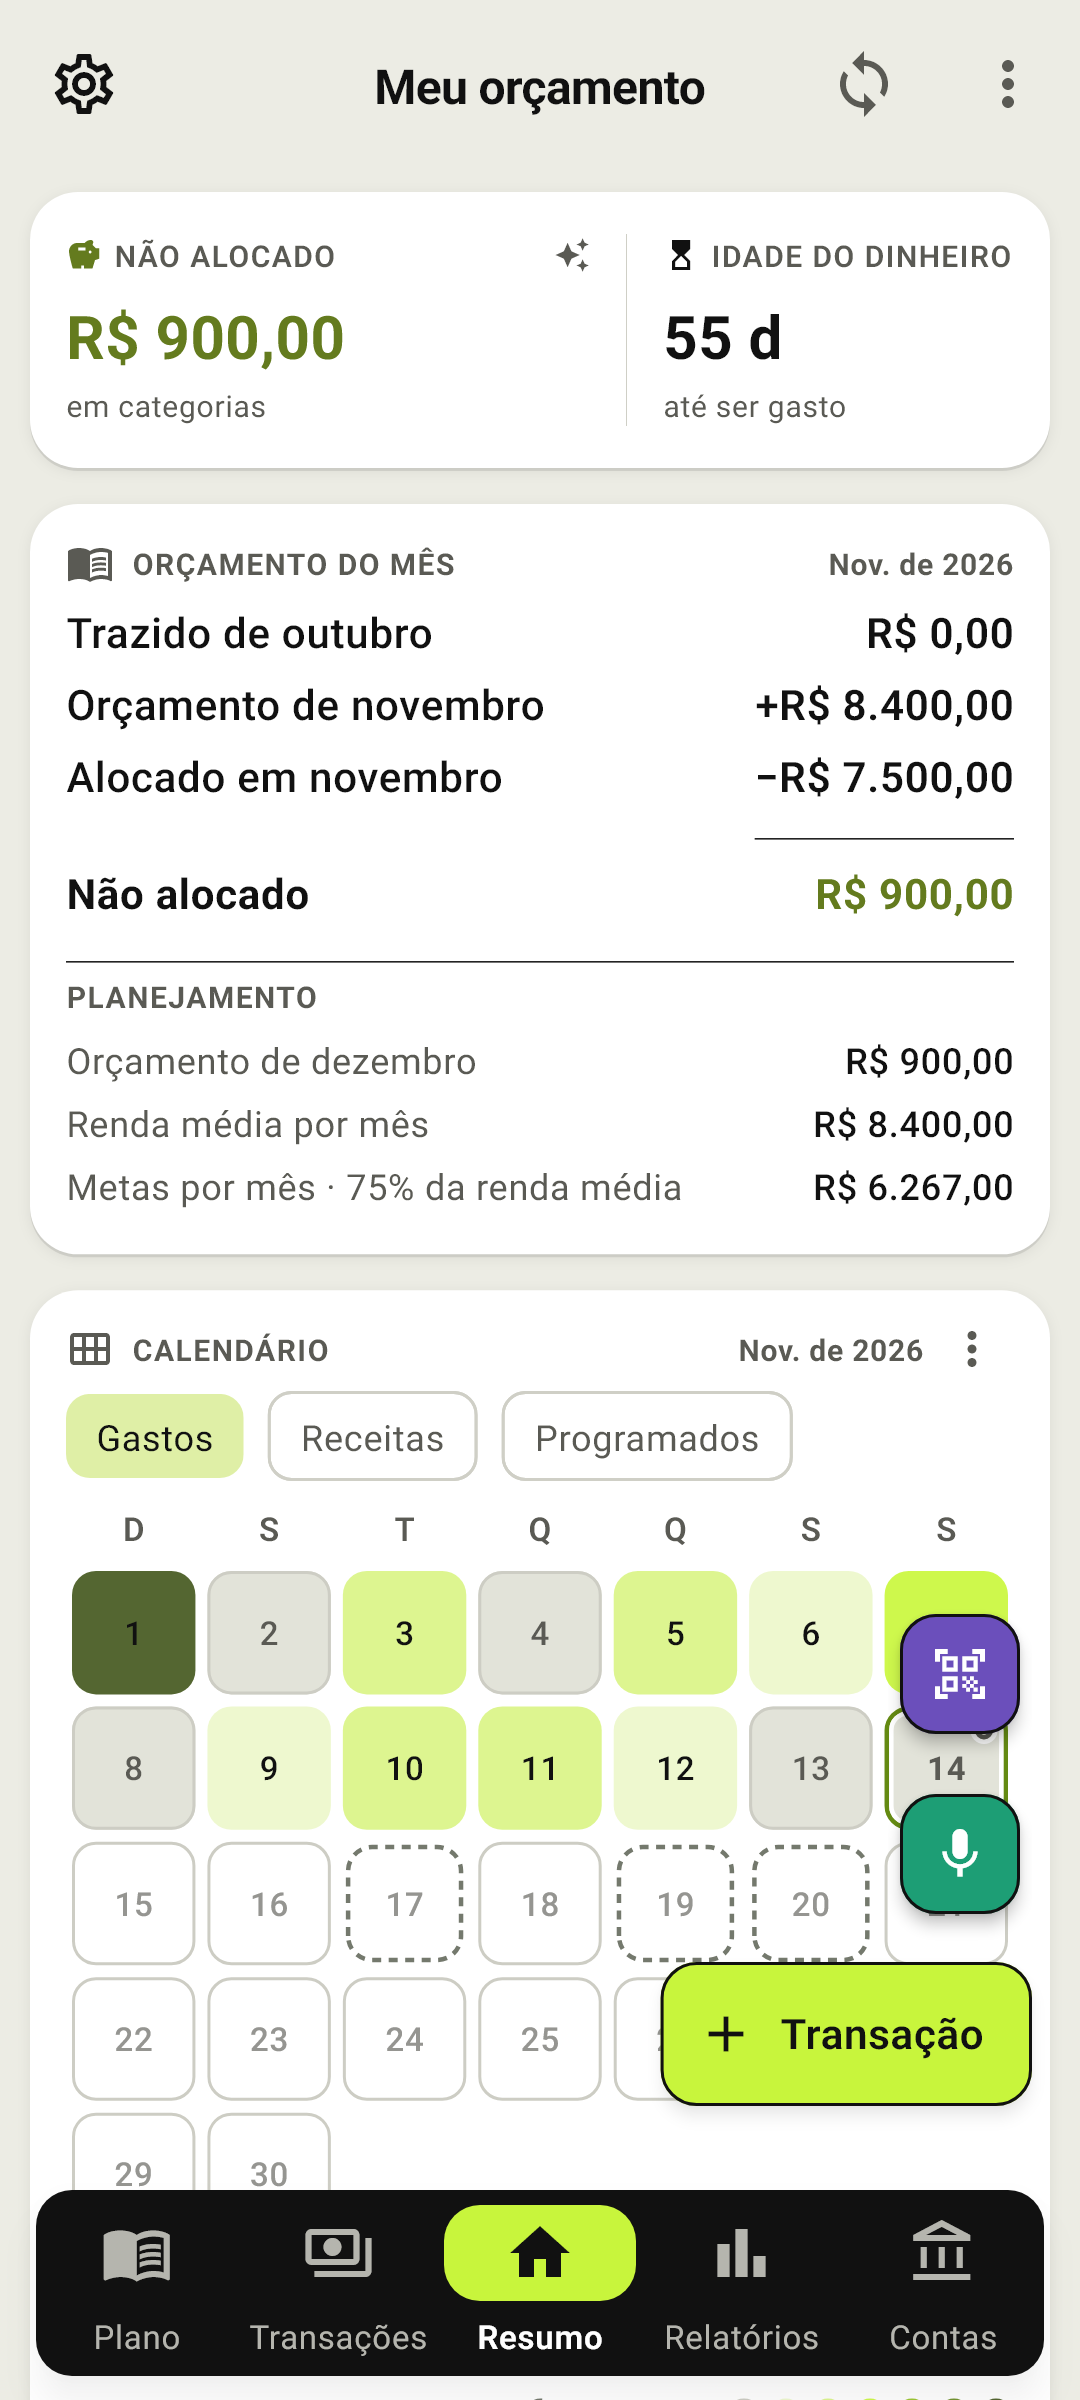 Meu orçamento
NÃO ALOCADO
R$ 900,00
em categorias
IDADE DO DINHEIRO
55 d
até ser gasto
ORÇAMENTO DO MÊS Nov. de 2026
Trazido de outubro R$ 0,00
Orçamento de novembro +R$ 8.400,00
Alocado em novembro −R$ 7.500,00
Não alocado R$ 900,00
PLANEJAMENTO
Orçamento de dezembro R$ 900,00
Renda média por mês R$ 8.400,00
Metas por mês · 75% da renda média R$ 6.267,00
CALENDÁRIO Nov. de 2026
Gastos Receitas Programados
D S T Q Q S S
1 2 3 4 5 6
8 9 10 11 12 13 14
15 16 17 18 19 20
22 23 24 25
Transação
29 30
Plano Transações Resumo Relatórios Contas